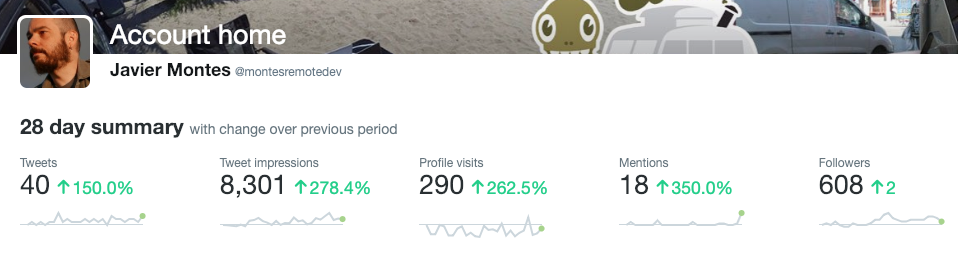 Account home
Javier Montes @montesremotedev
28 day summary with change over previous period
Tweets
40 ↑150.0%
Tweet impressions
8,301 ↑278.4%
Profile visits
290 ↑262.5%
Mentions
18 ↑350.0%
Followers
608 ↑2